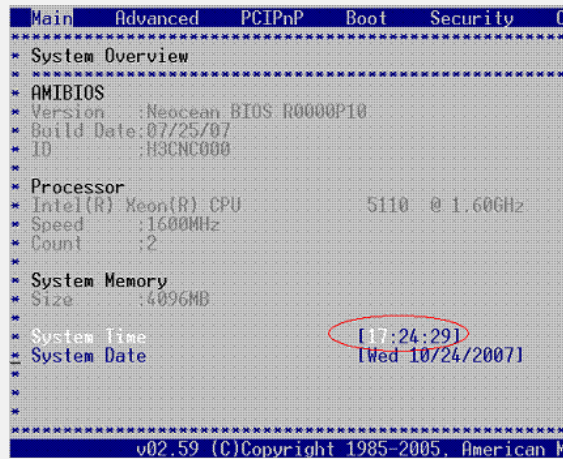 Main Advanced PCIPnP Boot Security
System Overview
AMIBIOS
Version :Neocean BIOS R0000P10
Build Date:07/25/07
ID :H3CNC000
Processor
Intel(R) Xeon(R) CPU 5110 @ 1.60GHz
Speed :1600MHz
Count :2
System Memory
Size :4096MB
System Time [17:24:29]
System Date [Wed 10/24/2007]
v02.59 (C)Copyright 1985-2005, American